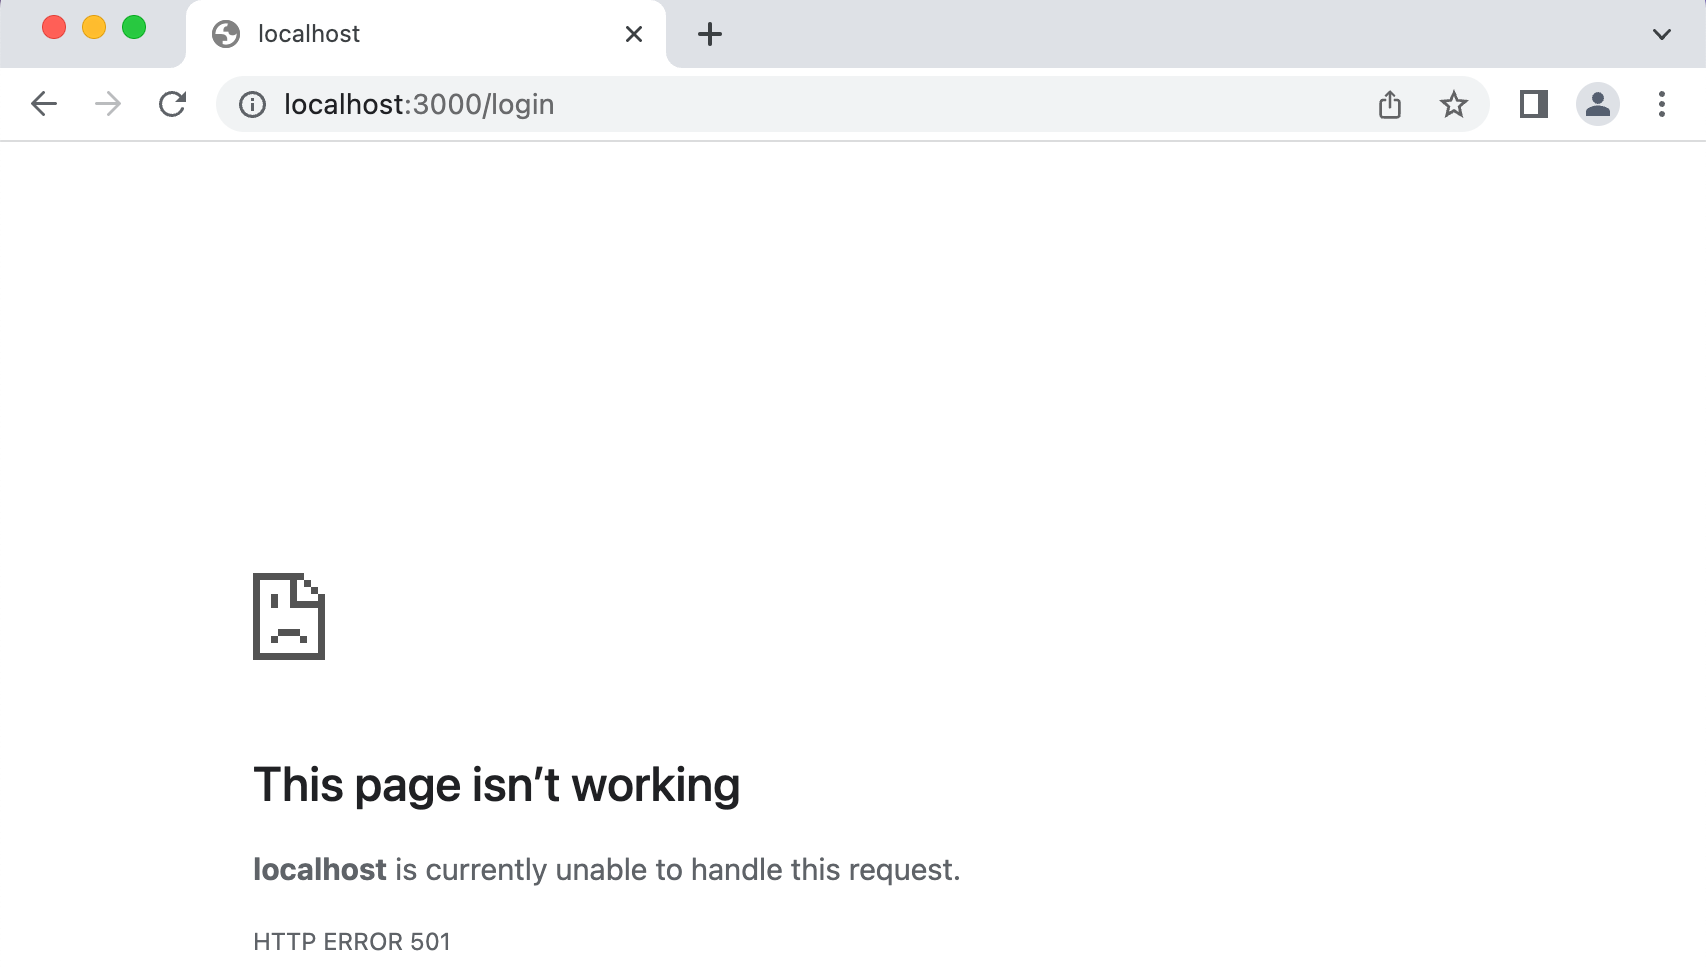 localhost
localhost:3000/login
This page isn’t working
localhost is currently unable to handle this request.
HTTP ERROR 501